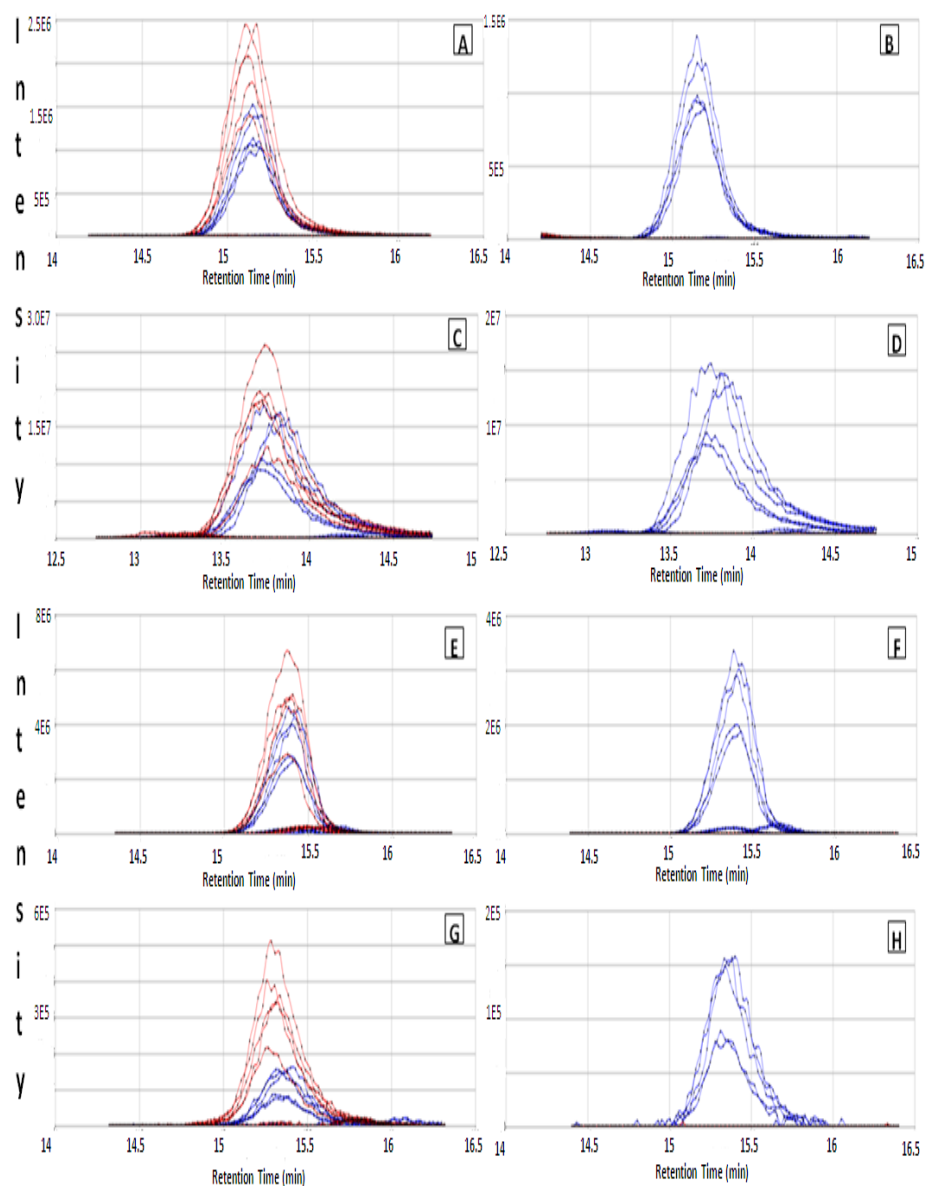 I
n
t
e
n
s
i
t
y
2.5E6
1.5E6
5E5
A
14
14.5
15
15.5
16
16.5
Retention Time (min)
1.5E6
5E5
B
14
14.5
15
15.5
16
16.5
Retention Time (min)
3.0E7
1.5E7
C
12.5
13
13.5
14
14.5
15
Retention Time (min)
2E7
1E7
D
12.5
13
13.5
14
14.5
15
Retention Time (min)
I
n
t
e
n
s
i
t
y
8E6
4E6
E
14
14.5
15
15.5
16
16.5
Retention Time (min)
4E6
2E6
F
14
14.5
15
15.5
16
16.5
Retention Time (min)
6E5
3E5
G
14
14.5
15
15.5
16
16.5
Retention Time (min)
2E5
1E5
H
14
14.5
15
15.5
16
16.5
Retention Time (min)